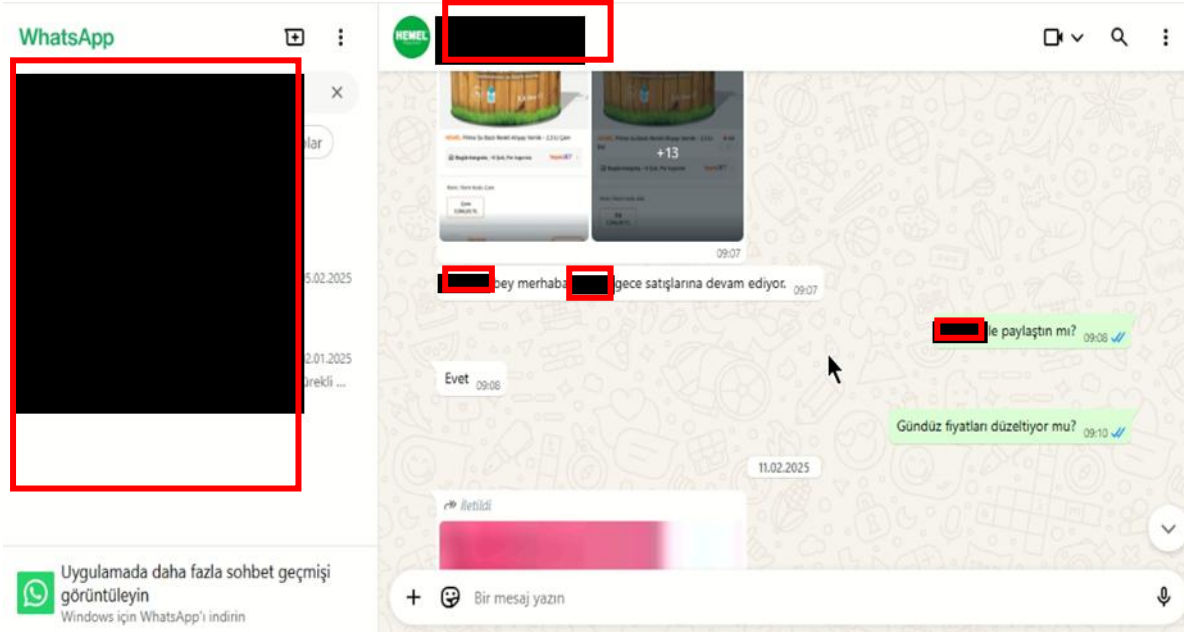 WhatsApp
lar
5.02.2025
2.01.2025
ürekli ...
Uygulamada daha fazla sohbet geçmişi
görüntüleyin
Windows için WhatsApp'ı indirin
HEMEL
+13
09:07
bey merhaba gece satışlarına devam ediyor. 09:07
le paylaştın mı? 09:08
Evet 09:08
Gündüz fiyatları düzeltiyor mu? 09:10
11.02.2025
İletildi
Bir mesaj yazın